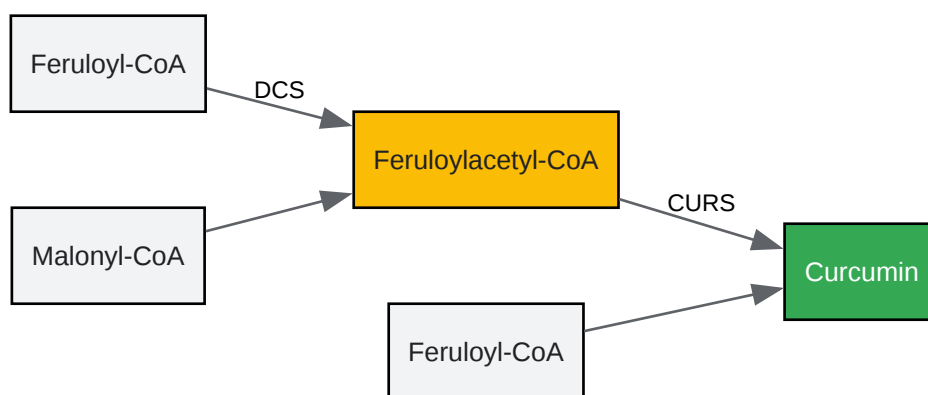 Feruloyl-CoA
DCS
Feruloylacetyl-CoA
Malonyl-CoA
CURS
Curcumin
Feruloyl-CoA